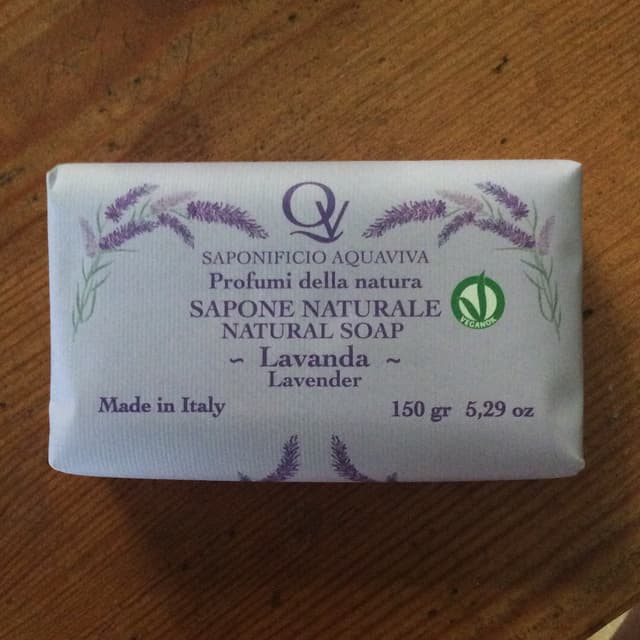 QV
SAPONIFICIO AQUAVIVA
Profumi della natura
SAPONE NATURALE
NATURAL SOAP
VEGANOK
~ Lavanda ~
Lavender
Made in Italy 150 gr 5,29 oz